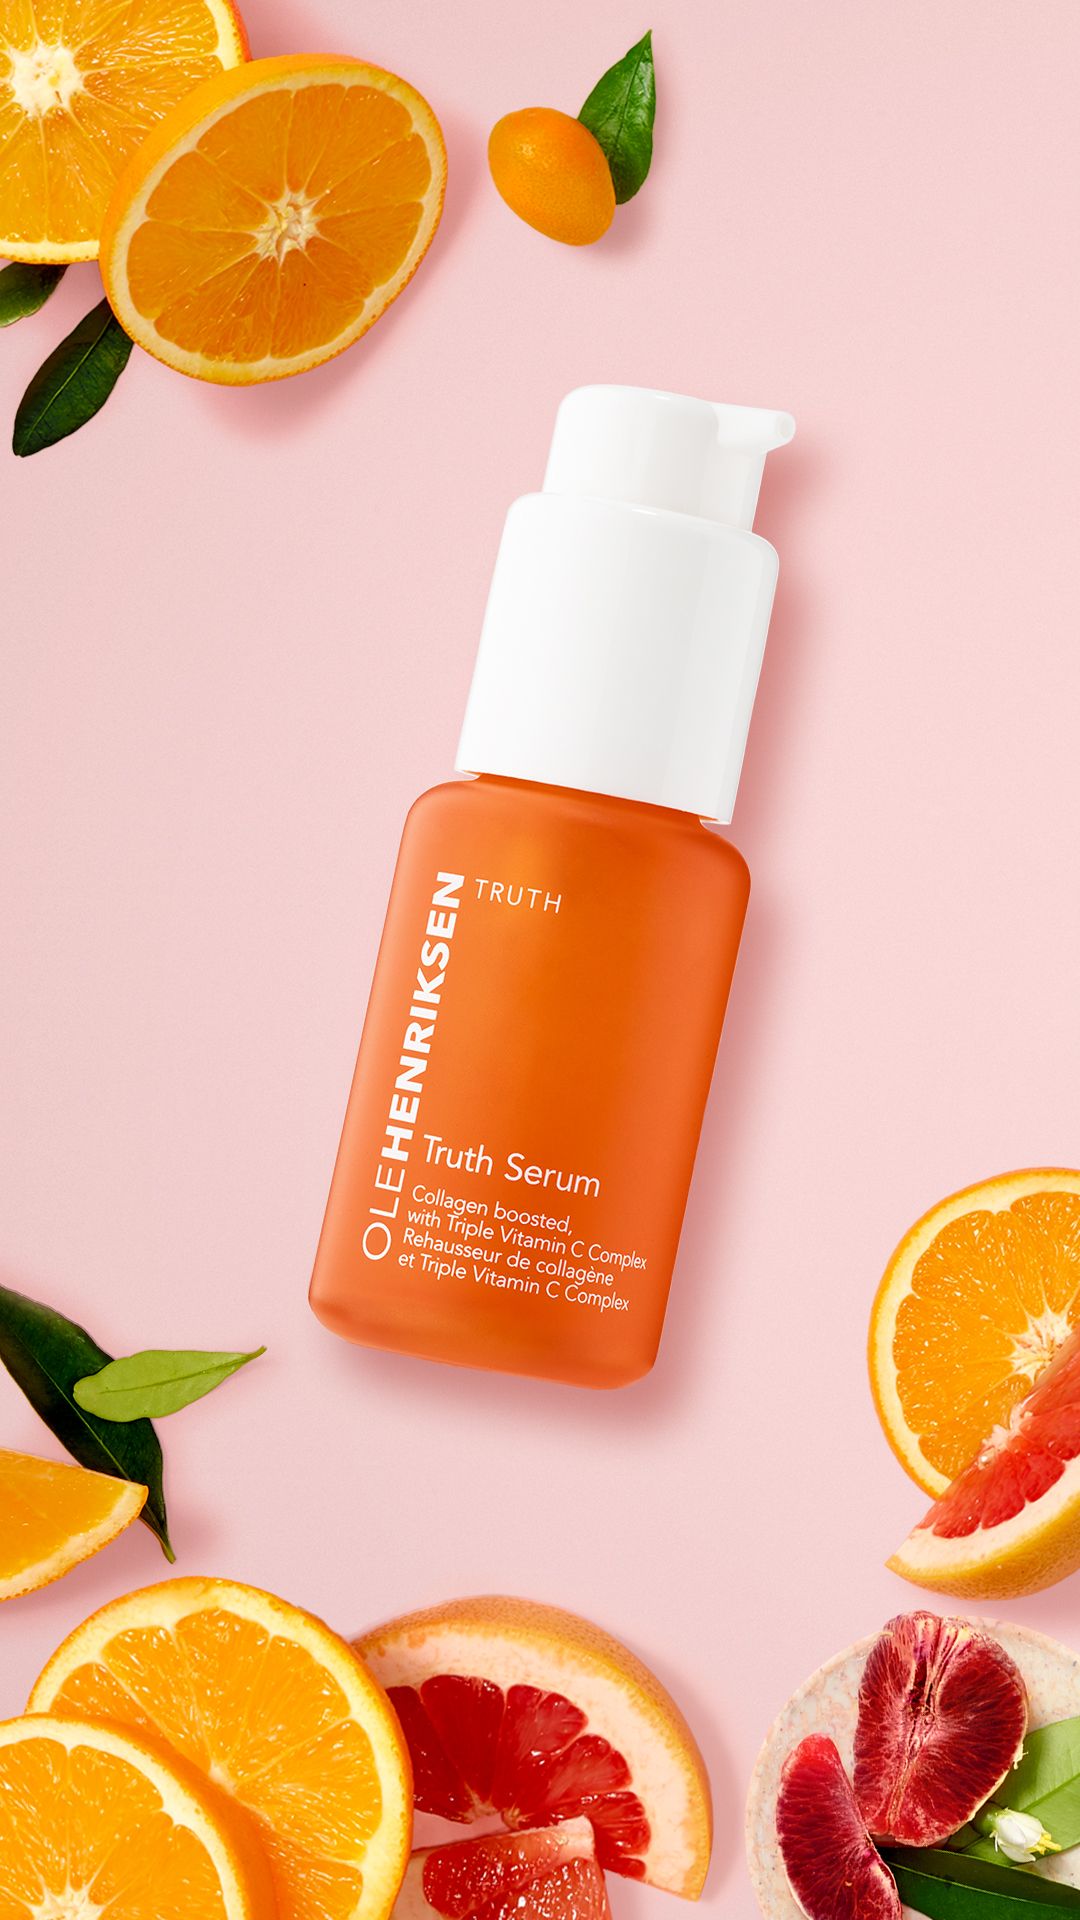 OLEHENRIKSEN
TRUTH
Truth Serum
Collagen boosted,
with Triple Vitamin C Complex
Rehausseur de collagène
et Triple Vitamin C Complex